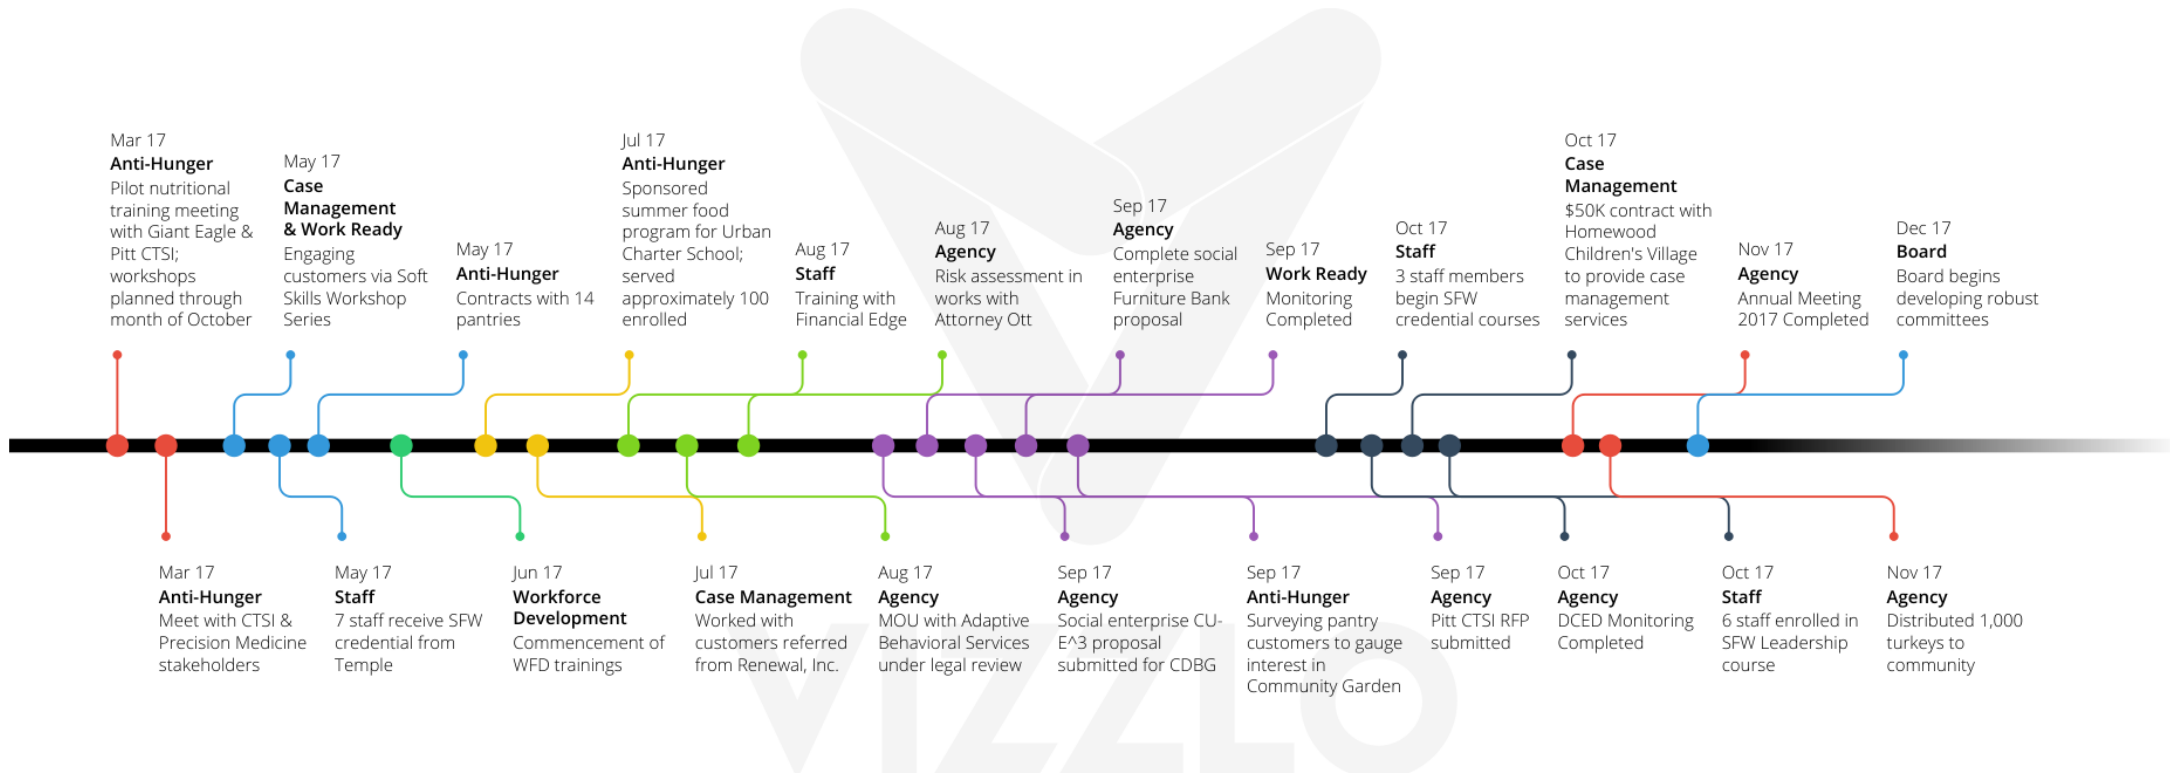 Mar 17
Anti-Hunger
Pilot nutritional
training meeting
with Giant Eagle &
Pitt CTSI;
workshops
planned through
month of October
May 17
Case
Management
& Work Ready
Engaging
customers via Soft
Skills Workshop
Series
May 17
Anti-Hunger
Contracts with 14
pantries
Jul 17
Anti-Hunger
Sponsored
summer food
program for Urban
Charter School;
served
approximately 100
enrolled
Aug 17
Staff
Training with
Financial Edge
Aug 17
Agency
Risk assessment in
works with
Attorney Ott
Sep 17
Agency
Complete social
enterprise
Furniture Bank
proposal
Sep 17
Work Ready
Monitoring
Completed
Oct 17
Staff
3 staff members
begin SFW
credential courses
Oct 17
Case
Management
$50K contract with
Homewood
Children's Village
to provide case
management
services
Nov 17
Agency
Annual Meeting
2017 Completed
Dec 17
Board
Board begins
developing robust
committees
Mar 17
Anti-Hunger
Meet with CTSI &
Precision Medicine
stakeholders
May 17
Staff
7 staff receive SFW
credential from
Temple
Jun 17
Workforce
Development
Commencement of
WFD trainings
Jul 17
Case Management
Worked with
customers referred
from Renewal, Inc.
Aug 17
Agency
MOU with Adaptive
Behavioral Services
under legal review
Sep 17
Agency
Social enterprise CU-
E^3 proposal
submitted for CDBG
Sep 17
Anti-Hunger
Surveying pantry
customers to gauge
interest in
Community Garden
Sep 17
Agency
Pitt CTSI RFP
submitted
Oct 17
Agency
DCED Monitoring
Completed
Oct 17
Staff
6 staff enrolled in
SFW Leadership
course
Nov 17
Agency
Distributed 1,000
turkeys to
community
VIZZLO